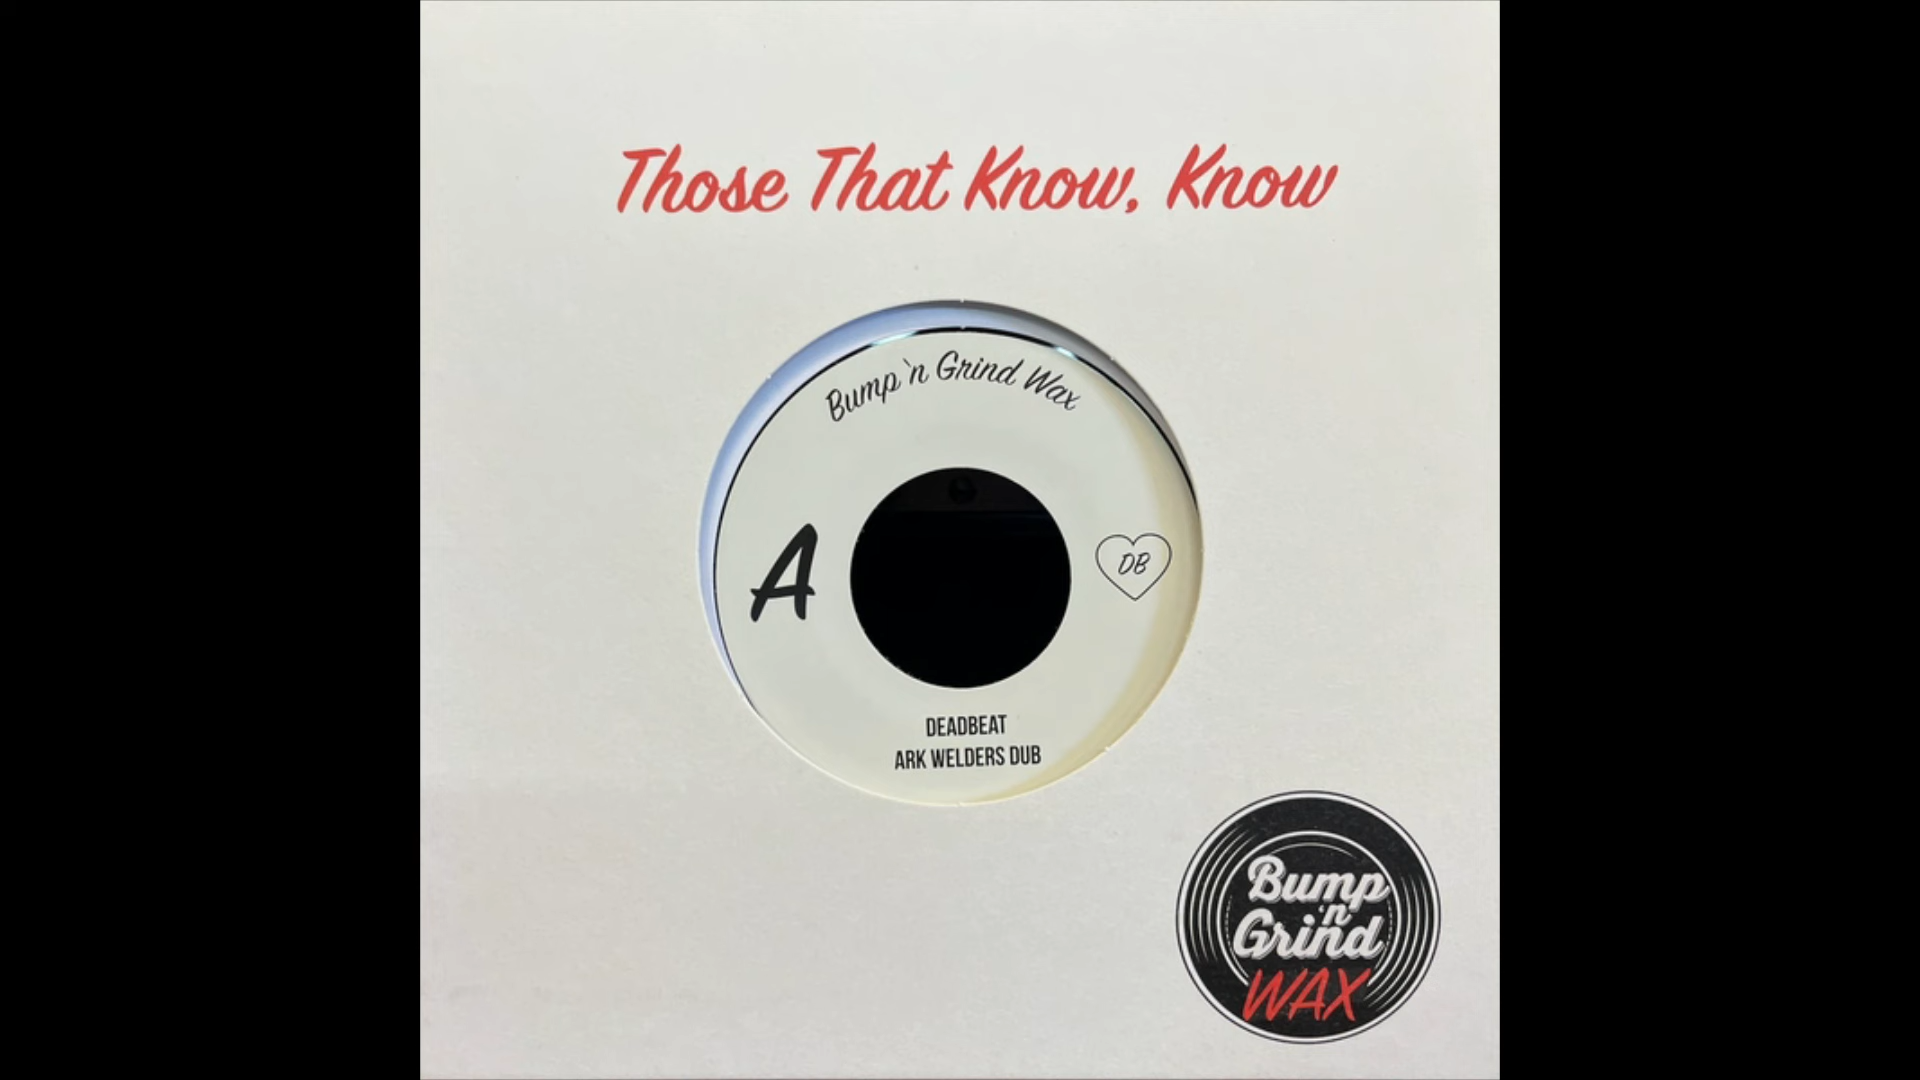 Those That Know, Know
Bump 'n Grind Wax
A
DB
DEADBEAT
ARK WELDERS DUB
Bump
'n
Grind
WAX